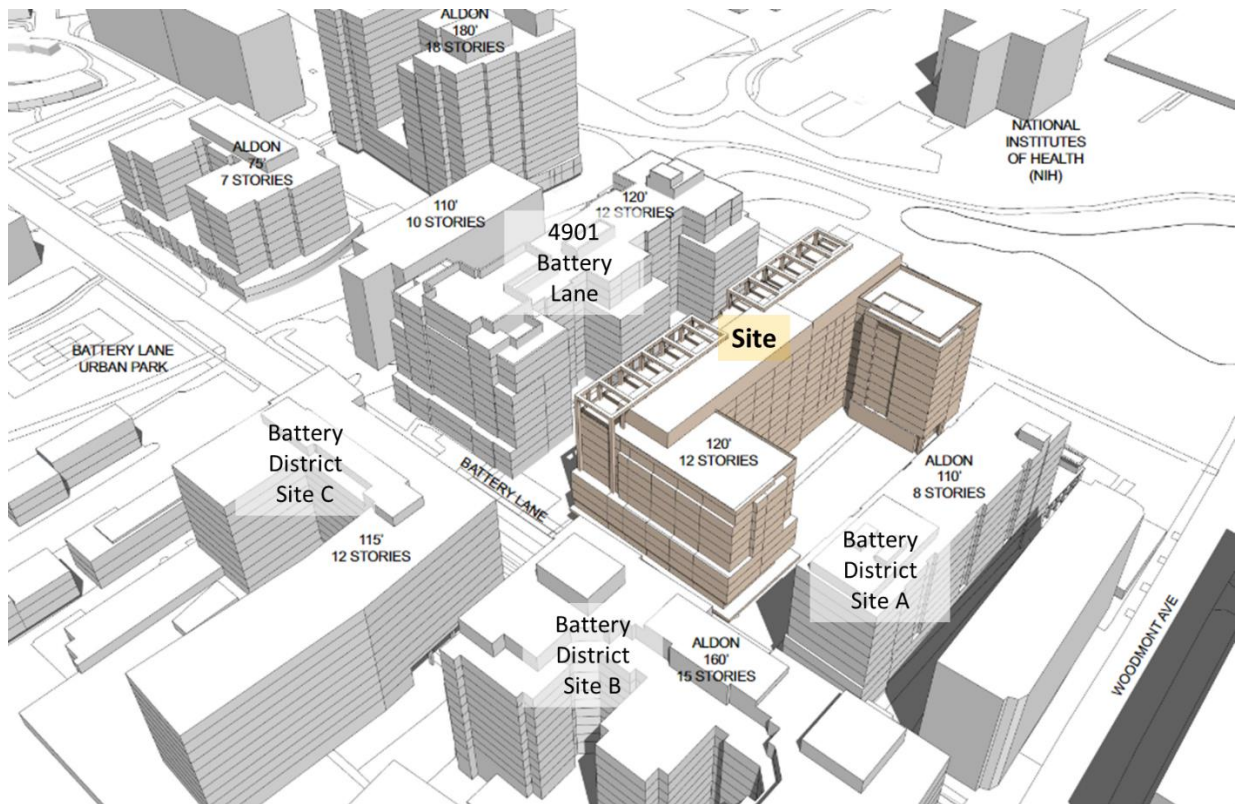 ALDON
180'
18 STORIES
NATIONAL
INSTITUTES
OF HEALTH
(NIH)
ALDON
75'
7 STORIES
110'
10 STORIES
120'
12 STORIES
4901
Battery
Lane
Site
BATTERY LANE
URBAN PARK
Battery
District
Site C
BATTERY LANE
120'
12 STORIES
ALDON
110'
8 STORIES
115'
12 STORIES
Battery
District
Site A
Battery
District
Site B
ALDON
160'
15 STORIES
WOODMONT AVE